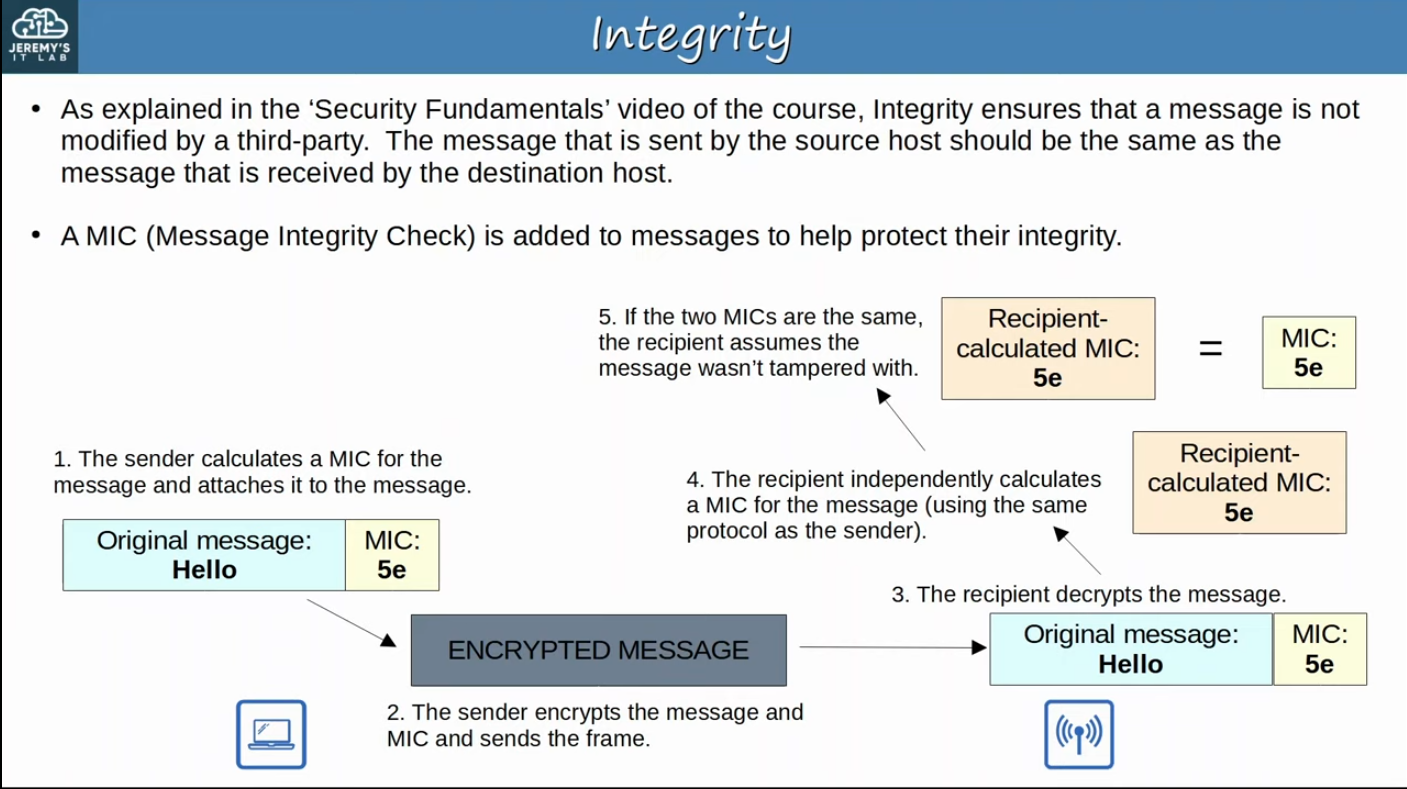 JEREMY'S
IT LAB
Integrity
• As explained in the ‘Security Fundamentals’ video of the course, Integrity ensures that a message is not
modified by a third-party.  The message that is sent by the source host should be the same as the
message that is received by the destination host.
• A MIC (Message Integrity Check) is added to messages to help protect their integrity.
1. The sender calculates a MIC for the
message and attaches it to the message.
Original message:
Hello
MIC:
5e
ENCRYPTED MESSAGE
2. The sender encrypts the message and
MIC and sends the frame.
3. The recipient decrypts the message.
Original message:
Hello
MIC:
5e
4. The recipient independently calculates
a MIC for the message (using the same
protocol as the sender).
Recipient-
calculated MIC:
5e
5. If the two MICs are the same,
the recipient assumes the
message wasn’t tampered with.
Recipient-
calculated MIC:
5e
=
MIC:
5e